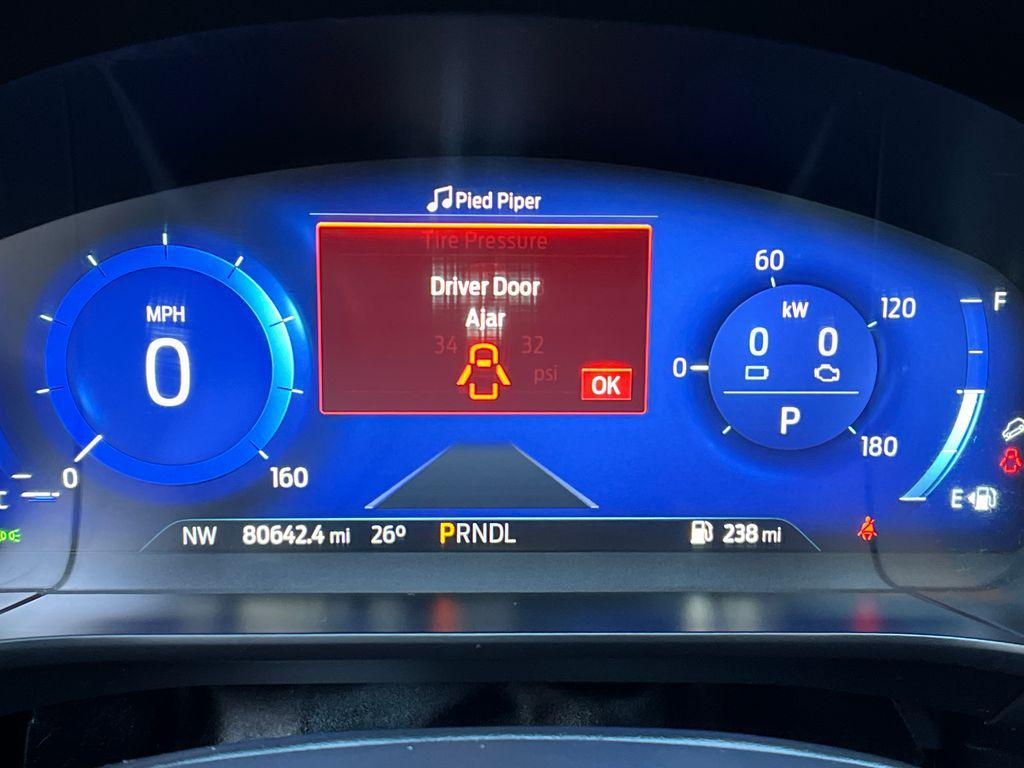 Pied Piper
Tire Pressure
Driver Door
Ajar
34 32
psi
OK
MPH
0
0
160
60
120
0
180
kW
0 0
P
F
E
NW 80642.4 mi 26° PRNDL 238 mi